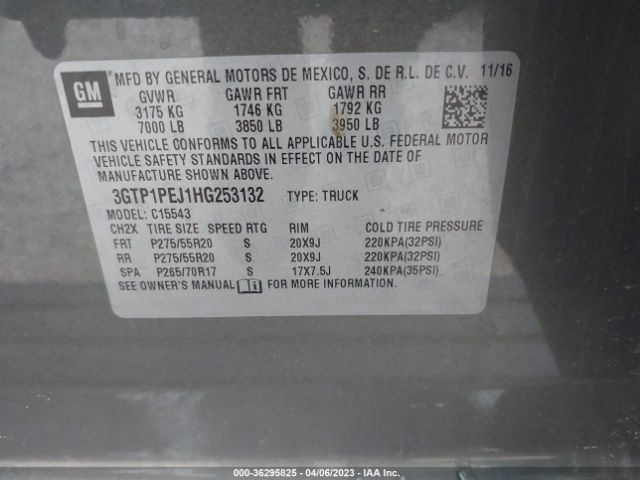 GM MFD BY GENERAL MOTORS DE MEXICO, S. DE R.L. DE C.V. 11/16
GVWR GAWR FRT GAWR RR
3175 KG 1746 KG 1792 KG
7000 LB 3850 LB 3950 LB
THIS VEHICLE CONFORMS TO ALL APPLICABLE U.S. FEDERAL MOTOR
VEHICLE SAFETY STANDARDS IN EFFECT ON THE DATE OF
MANUFACTURE SHOWN ABOVE.
3GTP1PEJ1HG253132 TYPE: TRUCK
MODEL: C15543
CH2X TIRE SIZE SPEED RTG RIM COLD TIRE PRESSURE
FRT P275/55R20 S 20X9J 220KPA(32PSI)
RR P275/55R20 S 20X9J 220KPA(32PSI)
SPA P265/70R17 S 17X7.5J 240KPA(35PSI)
SEE OWNER'S MANUAL FOR MORE INFORMATION.
000-36295825 - 04/06/2023 - IAA Inc.